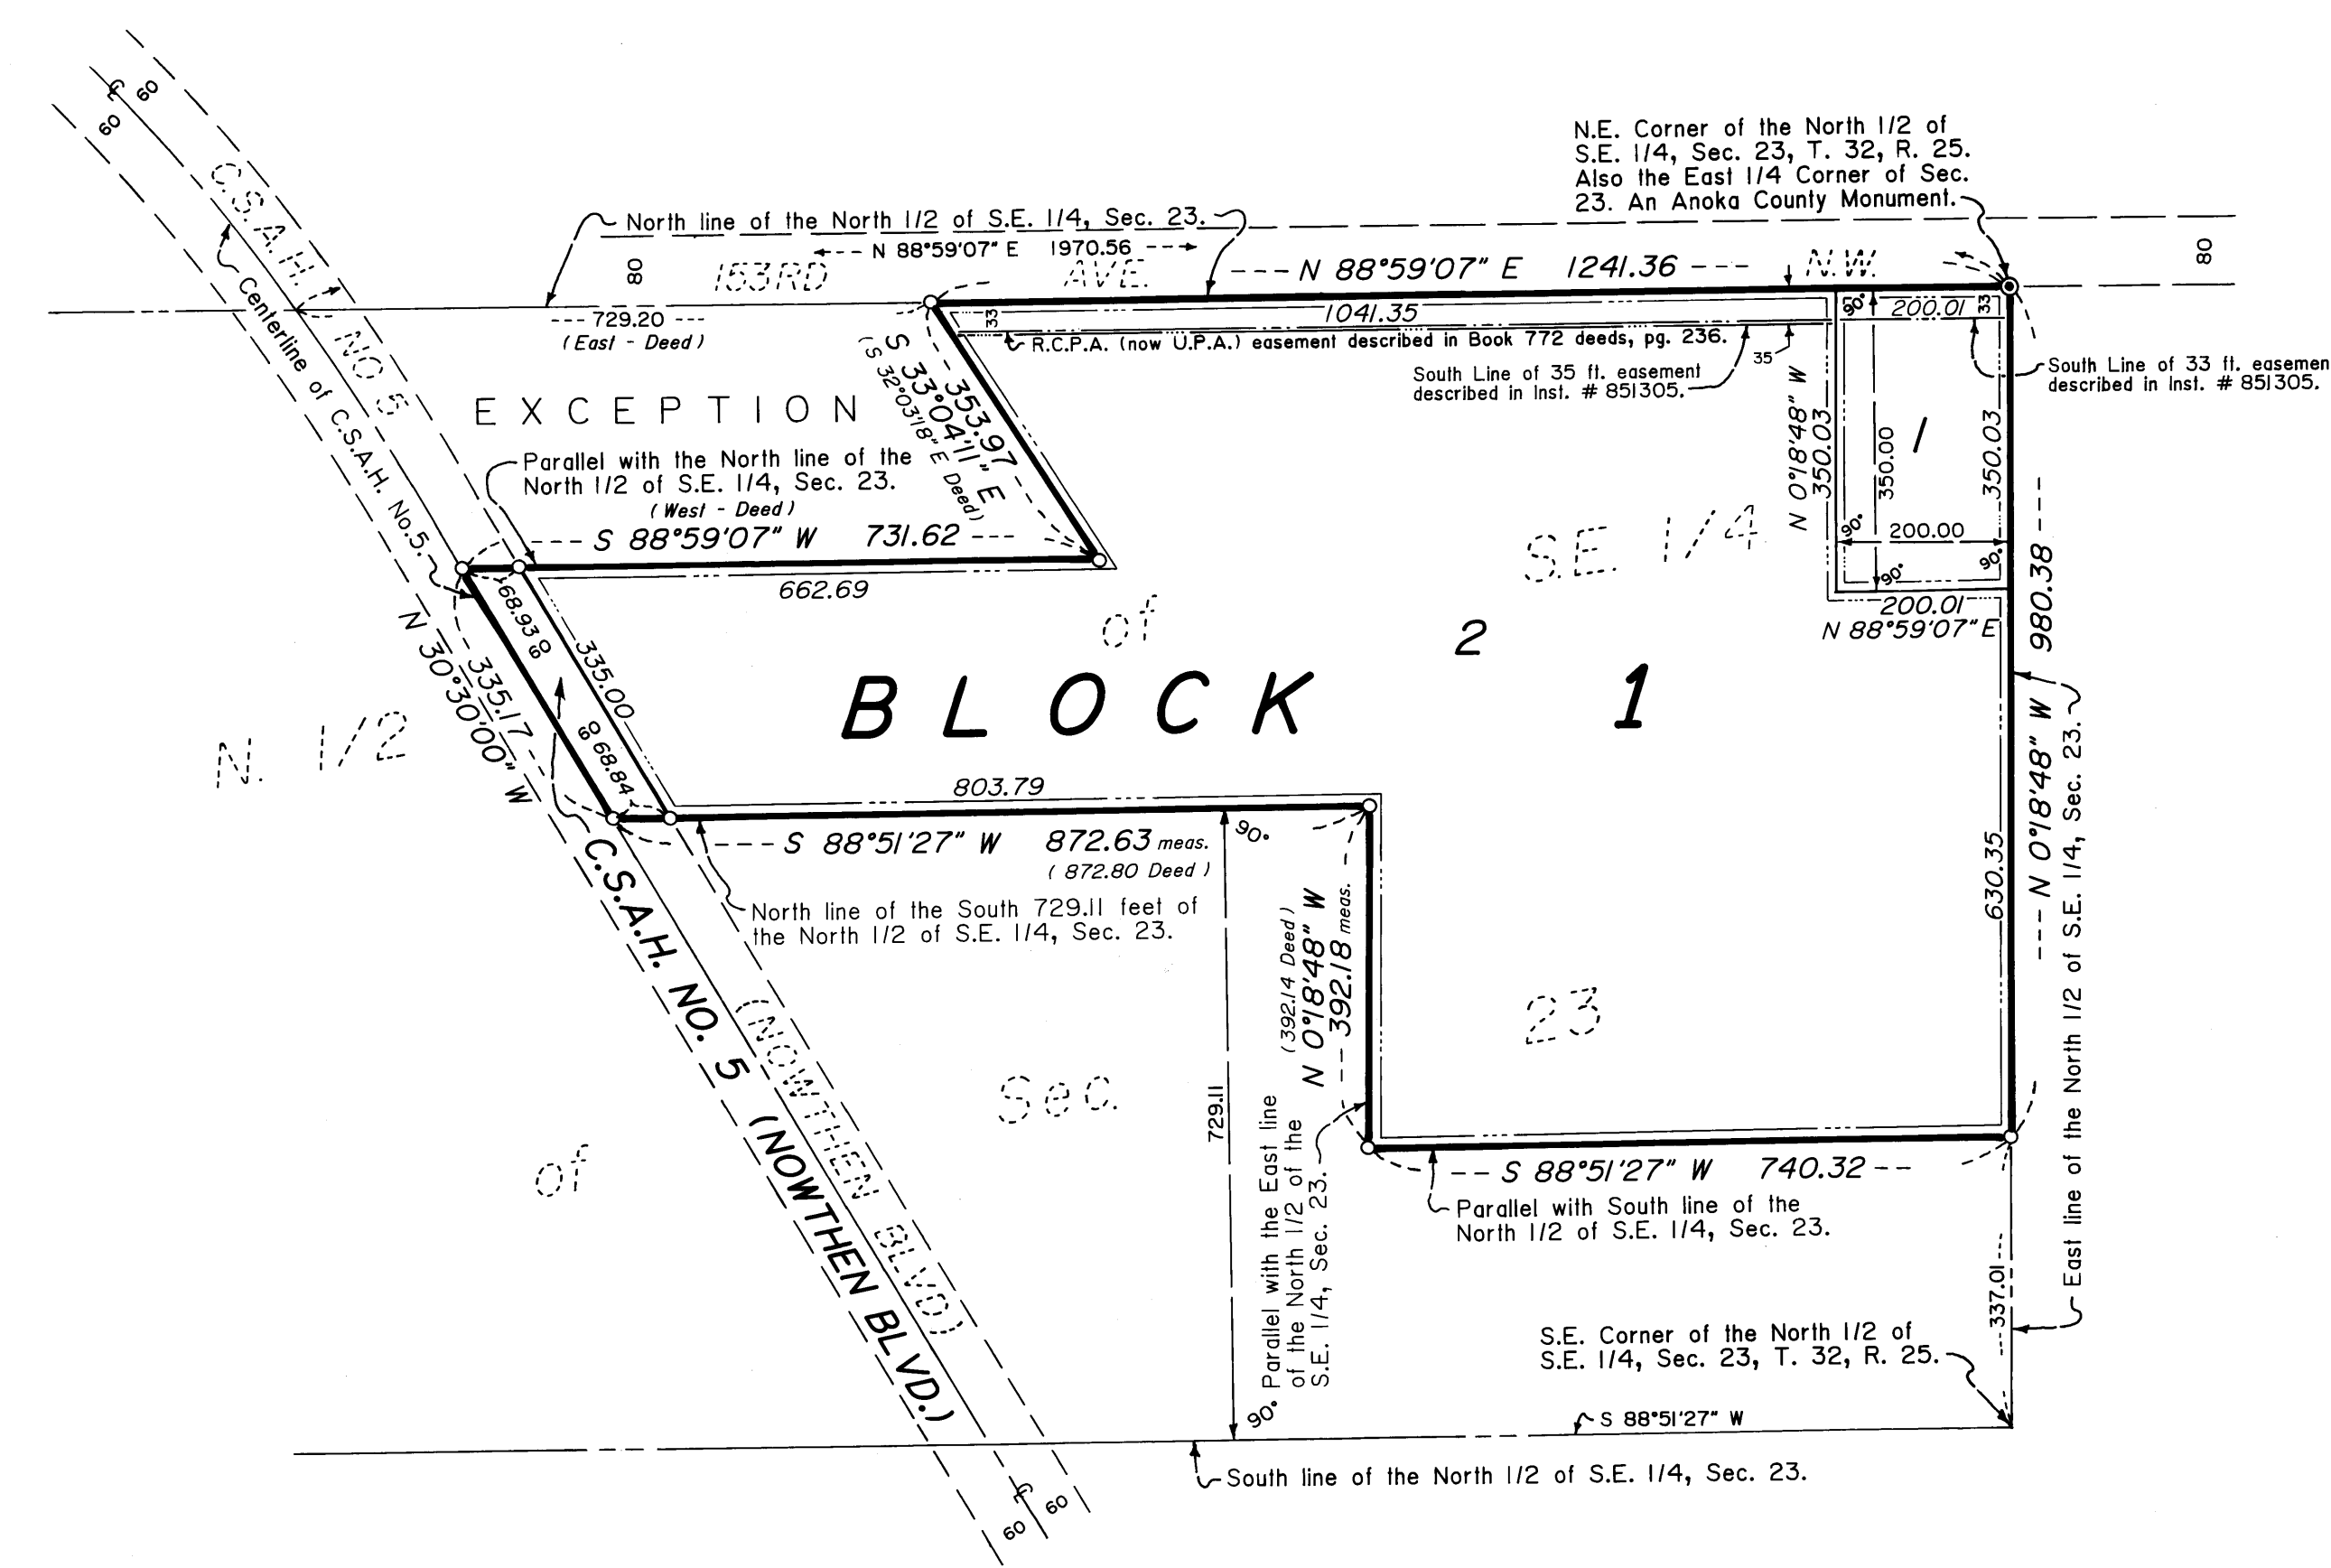 60
℄
60
C.S.A.H. NO 5
Centerline of C.S.A.H. No.5.
North line of the North 1/2 of S.E. 1/4, Sec. 23.
N 88°59'07" E 1970.56
80
153RD AVE. N.W.
N 88°59'07" E 1241.36
N.E. Corner of the North 1/2 of
S.E. 1/4, Sec. 23, T. 32, R. 25.
Also the East 1/4 Corner of Sec.
23. An Anoka County Monument.
80
729.20
(East - Deed)
33
1041.35
90°
200.01
33
R.C.P.A. (now U.P.A.) easement described in Book 772 deeds, pg. 236.
35
South Line of 35 ft. easement
described in Inst. # 851305.
South Line of 33 ft. easemen
described in Inst. # 851305.
353.97
S 33°04'11" E
(S 32°03'18" E Deed)
EXCEPTION
Parallel with the North line of the
North 1/2 of S.E. 1/4, Sec. 23.
(West - Deed)
S 88°59'07" W 731.62
662.69
N 0°18'48" W
350.03
350.00
1
350.03
90°
200.00
90°
90°
200.01
N 88°59'07" E
S.E. 1/4
of
2
BLOCK 1
68.93
60
335.00
335.17
N 30°30'00" W
60
68.84
N. 1/2
980.38
N 0°18'48" W
East line of the North 1/2 of S.E. 1/4, Sec. 23.
630.35
803.79
S 88°51'27" W 872.63 meas.
(872.80 Deed)
90°
North line of the South 729.11 feet of
the North 1/2 of S.E. 1/4, Sec. 23.
C.S.A.H. NO. 5 (NOWTHEN BLVD.)
(NOWTHEN BLVD)
(392.14 Deed)
N 0°18'48" W
392.18 meas.
729.11
Parallel with the East line
of the North 1/2 of the
S.E. 1/4, Sec. 23.
23
Sec.
of
S 88°51'27" W 740.32
Parallel with South line of the
North 1/2 of S.E. 1/4, Sec. 23.
337.01
S.E. Corner of the North 1/2 of
S.E. 1/4, Sec. 23, T. 32, R. 25.
90°
S 88°51'27" W
South line of the North 1/2 of S.E. 1/4, Sec. 23.
℄
60
60